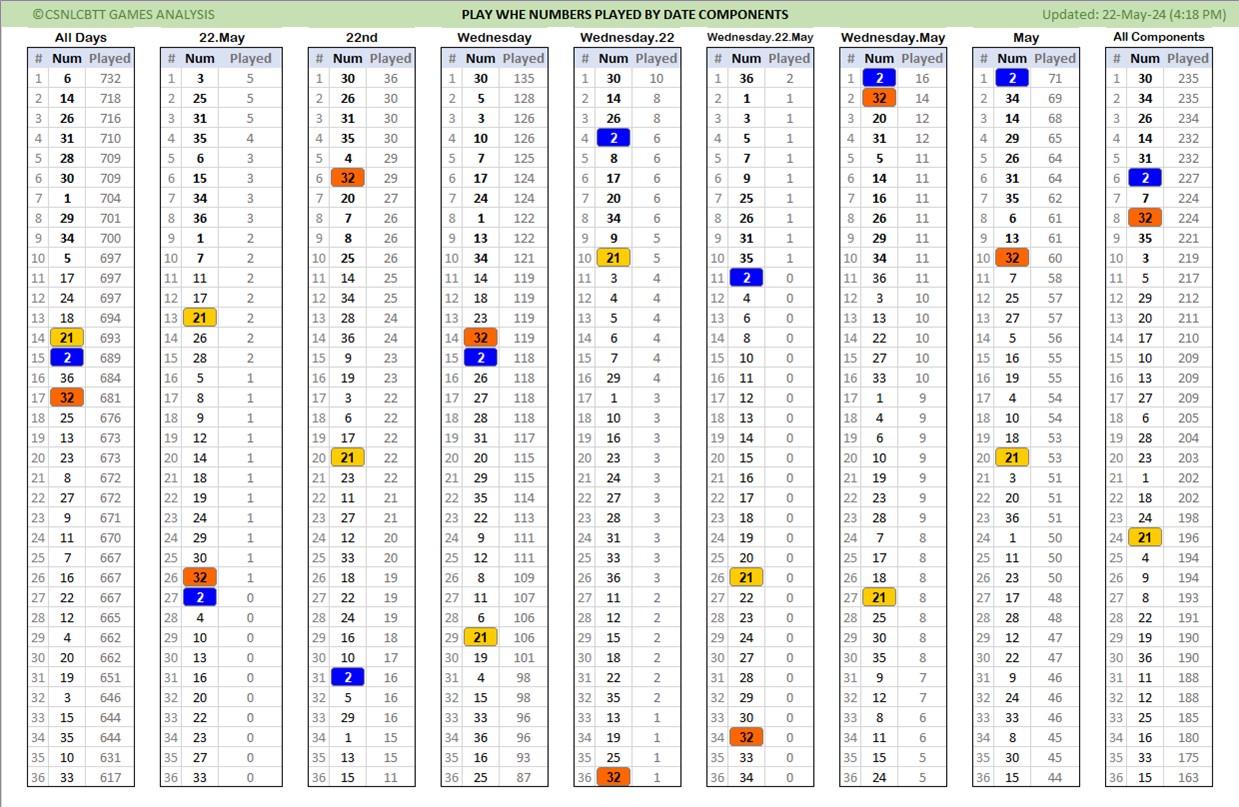 ©CSNLCBTT GAMES ANALYSIS PLAY WHE NUMBERS PLAYED BY DATE COMPONENTS Updated: 22-May-24 (4:18 PM)
All Days 22.May 22nd Wednesday Wednesday.22 Wednesday.22.May Wednesday.May May All Components
# Num Played # Num Played # Num Played # Num Played # Num Played # Num Played # Num Played # Num Played # Num Played
1 6 732 1 3 5 1 30 36 1 30 135 1 30 10 1 36 2 1 2 16 1 2 71 1 30 235
2 14 718 2 25 5 2 26 30 2 5 128 2 14 8 2 1 1 2 32 14 2 34 69 2 34 235
3 26 716 3 31 5 3 31 30 3 3 126 3 26 8 3 3 1 3 20 12 3 14 68 3 26 234
4 31 710 4 35 4 4 35 30 4 10 126 4 2 6 4 5 1 4 31 12 4 29 65 4 14 232
5 28 709 5 6 3 5 4 29 5 7 125 5 8 6 5 7 1 5 5 11 5 26 64 5 31 232
6 30 709 6 15 3 6 32 29 6 17 124 6 17 6 6 9 1 6 14 11 6 31 64 6 2 227
7 1 704 7 34 3 7 20 27 7 24 124 7 20 6 7 25 1 7 16 11 7 35 62 7 7 224
8 29 701 8 36 3 8 7 26 8 1 122 8 34 6 8 26 1 8 26 11 8 6 61 8 32 224
9 34 700 9 1 2 9 8 26 9 13 122 9 9 5 9 31 1 9 29 11 9 13 61 9 35 221
10 5 697 10 7 2 10 25 26 10 34 121 10 21 5 10 35 1 10 34 11 10 32 60 10 3 219
11 17 697 11 11 2 11 14 25 11 14 119 11 3 4 11 2 0 11 36 11 11 7 58 11 5 217
12 24 697 12 17 2 12 34 25 12 18 119 12 4 4 12 4 0 12 3 10 12 25 57 12 29 212
13 18 694 13 21 2 13 28 24 13 23 119 13 5 4 13 6 0 13 13 10 13 27 57 13 20 211
14 21 693 14 26 2 14 36 24 14 32 119 14 6 4 14 8 0 14 22 10 14 5 56 14 17 210
15 2 689 15 28 2 15 9 23 15 2 118 15 7 4 15 10 0 15 27 10 15 16 55 15 10 209
16 36 684 16 5 1 16 19 23 16 26 118 16 29 4 16 11 0 16 33 10 16 19 55 16 13 209
17 32 681 17 8 1 17 3 22 17 27 118 17 1 3 17 12 0 17 1 9 17 4 54 17 27 209
18 25 676 18 9 1 18 6 22 18 28 118 18 10 3 18 13 0 18 4 9 18 10 54 18 6 205
19 13 673 19 12 1 19 17 22 19 31 117 19 16 3 19 14 0 19 6 9 19 18 53 19 28 204
20 23 673 20 14 1 20 21 22 20 20 115 20 23 3 20 15 0 20 10 9 20 21 53 20 23 203
21 8 672 21 18 1 21 23 22 21 29 115 21 24 3 21 16 0 21 22 9 21 3 51 21 1 202
22 27 672 22 19 1 22 11 21 22 35 114 22 27 3 22 17 0 22 23 9 22 20 51 22 18 202
23 9 671 23 24 1 23 27 21 23 22 113 23 28 3 23 18 0 23 28 9 23 36 51 23 24 198
24 11 670 24 29 1 24 12 20 24 9 111 24 31 3 24 19 0 24 7 8 24 1 50 24 21 196
25 7 667 25 30 1 25 33 20 25 12 111 25 33 3 25 20 0 25 17 8 25 11 50 25 4 194
26 16 667 26 32 1 26 18 19 26 8 109 26 36 3 26 21 0 26 18 8 26 23 50 26 9 194
27 22 667 27 2 0 27 22 19 27 11 107 27 11 2 27 22 0 27 21 8 27 17 48 27 8 193
28 12 665 28 4 0 28 24 19 28 6 106 28 12 2 28 23 0 28 25 8 28 28 48 28 22 191
29 4 662 29 10 0 29 16 18 29 21 106 29 15 2 29 24 0 29 30 8 29 12 47 29 19 190
30 20 662 30 13 0 30 10 17 30 19 101 30 18 2 30 27 0 30 35 8 30 22 47 30 36 190
31 19 651 31 16 0 31 2 16 31 4 98 31 22 2 31 28 0 31 9 7 31 9 46 31 11 188
32 3 646 32 20 0 32 5 16 32 15 98 32 35 2 32 29 0 32 12 7 32 24 46 32 12 188
33 15 644 33 22 0 33 29 16 33 33 96 33 13 1 33 30 0 33 8 6 33 33 46 33 25 185
34 35 644 34 23 0 34 1 15 34 36 96 34 19 1 34 32 0 34 11 6 34 8 45 34 16 180
35 10 631 35 27 0 35 13 15 35 16 93 35 25 1 35 33 0 35 15 5 35 30 45 35 33 175
36 33 617 36 33 0 36 15 11 36 25 87 36 32 1 36 34 0 36 24 5 36 15 44 36 15 163